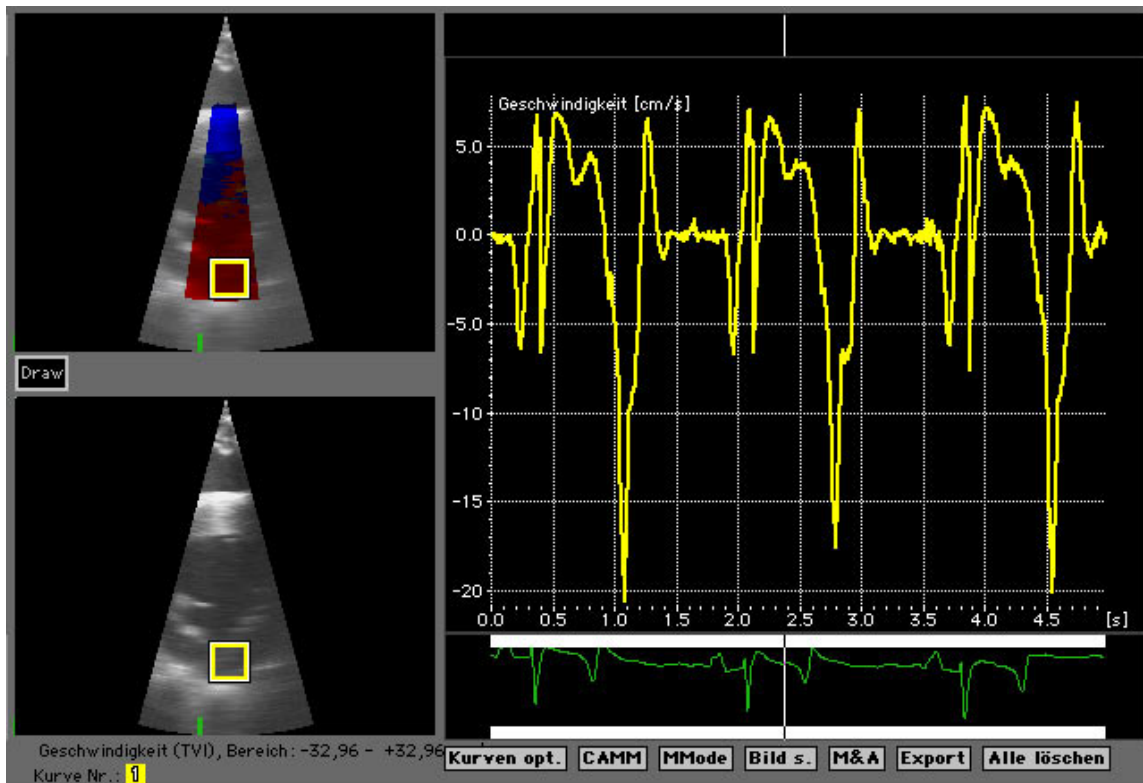 Geschwindigkeit [cm/s]
5.0
0.0
-5.0
-10
-15
-20
0.0 0.5 1.0 1.5 2.0 2.5 3.0 3.5 4.0 4.5 [s]
Draw
Geschwindigkeit (TVI), Bereich: -32,96 - +32,96
Kurve Nr.: 1
Kurven opt. CAMM MMode Bild s. M&A Export Alle löschen